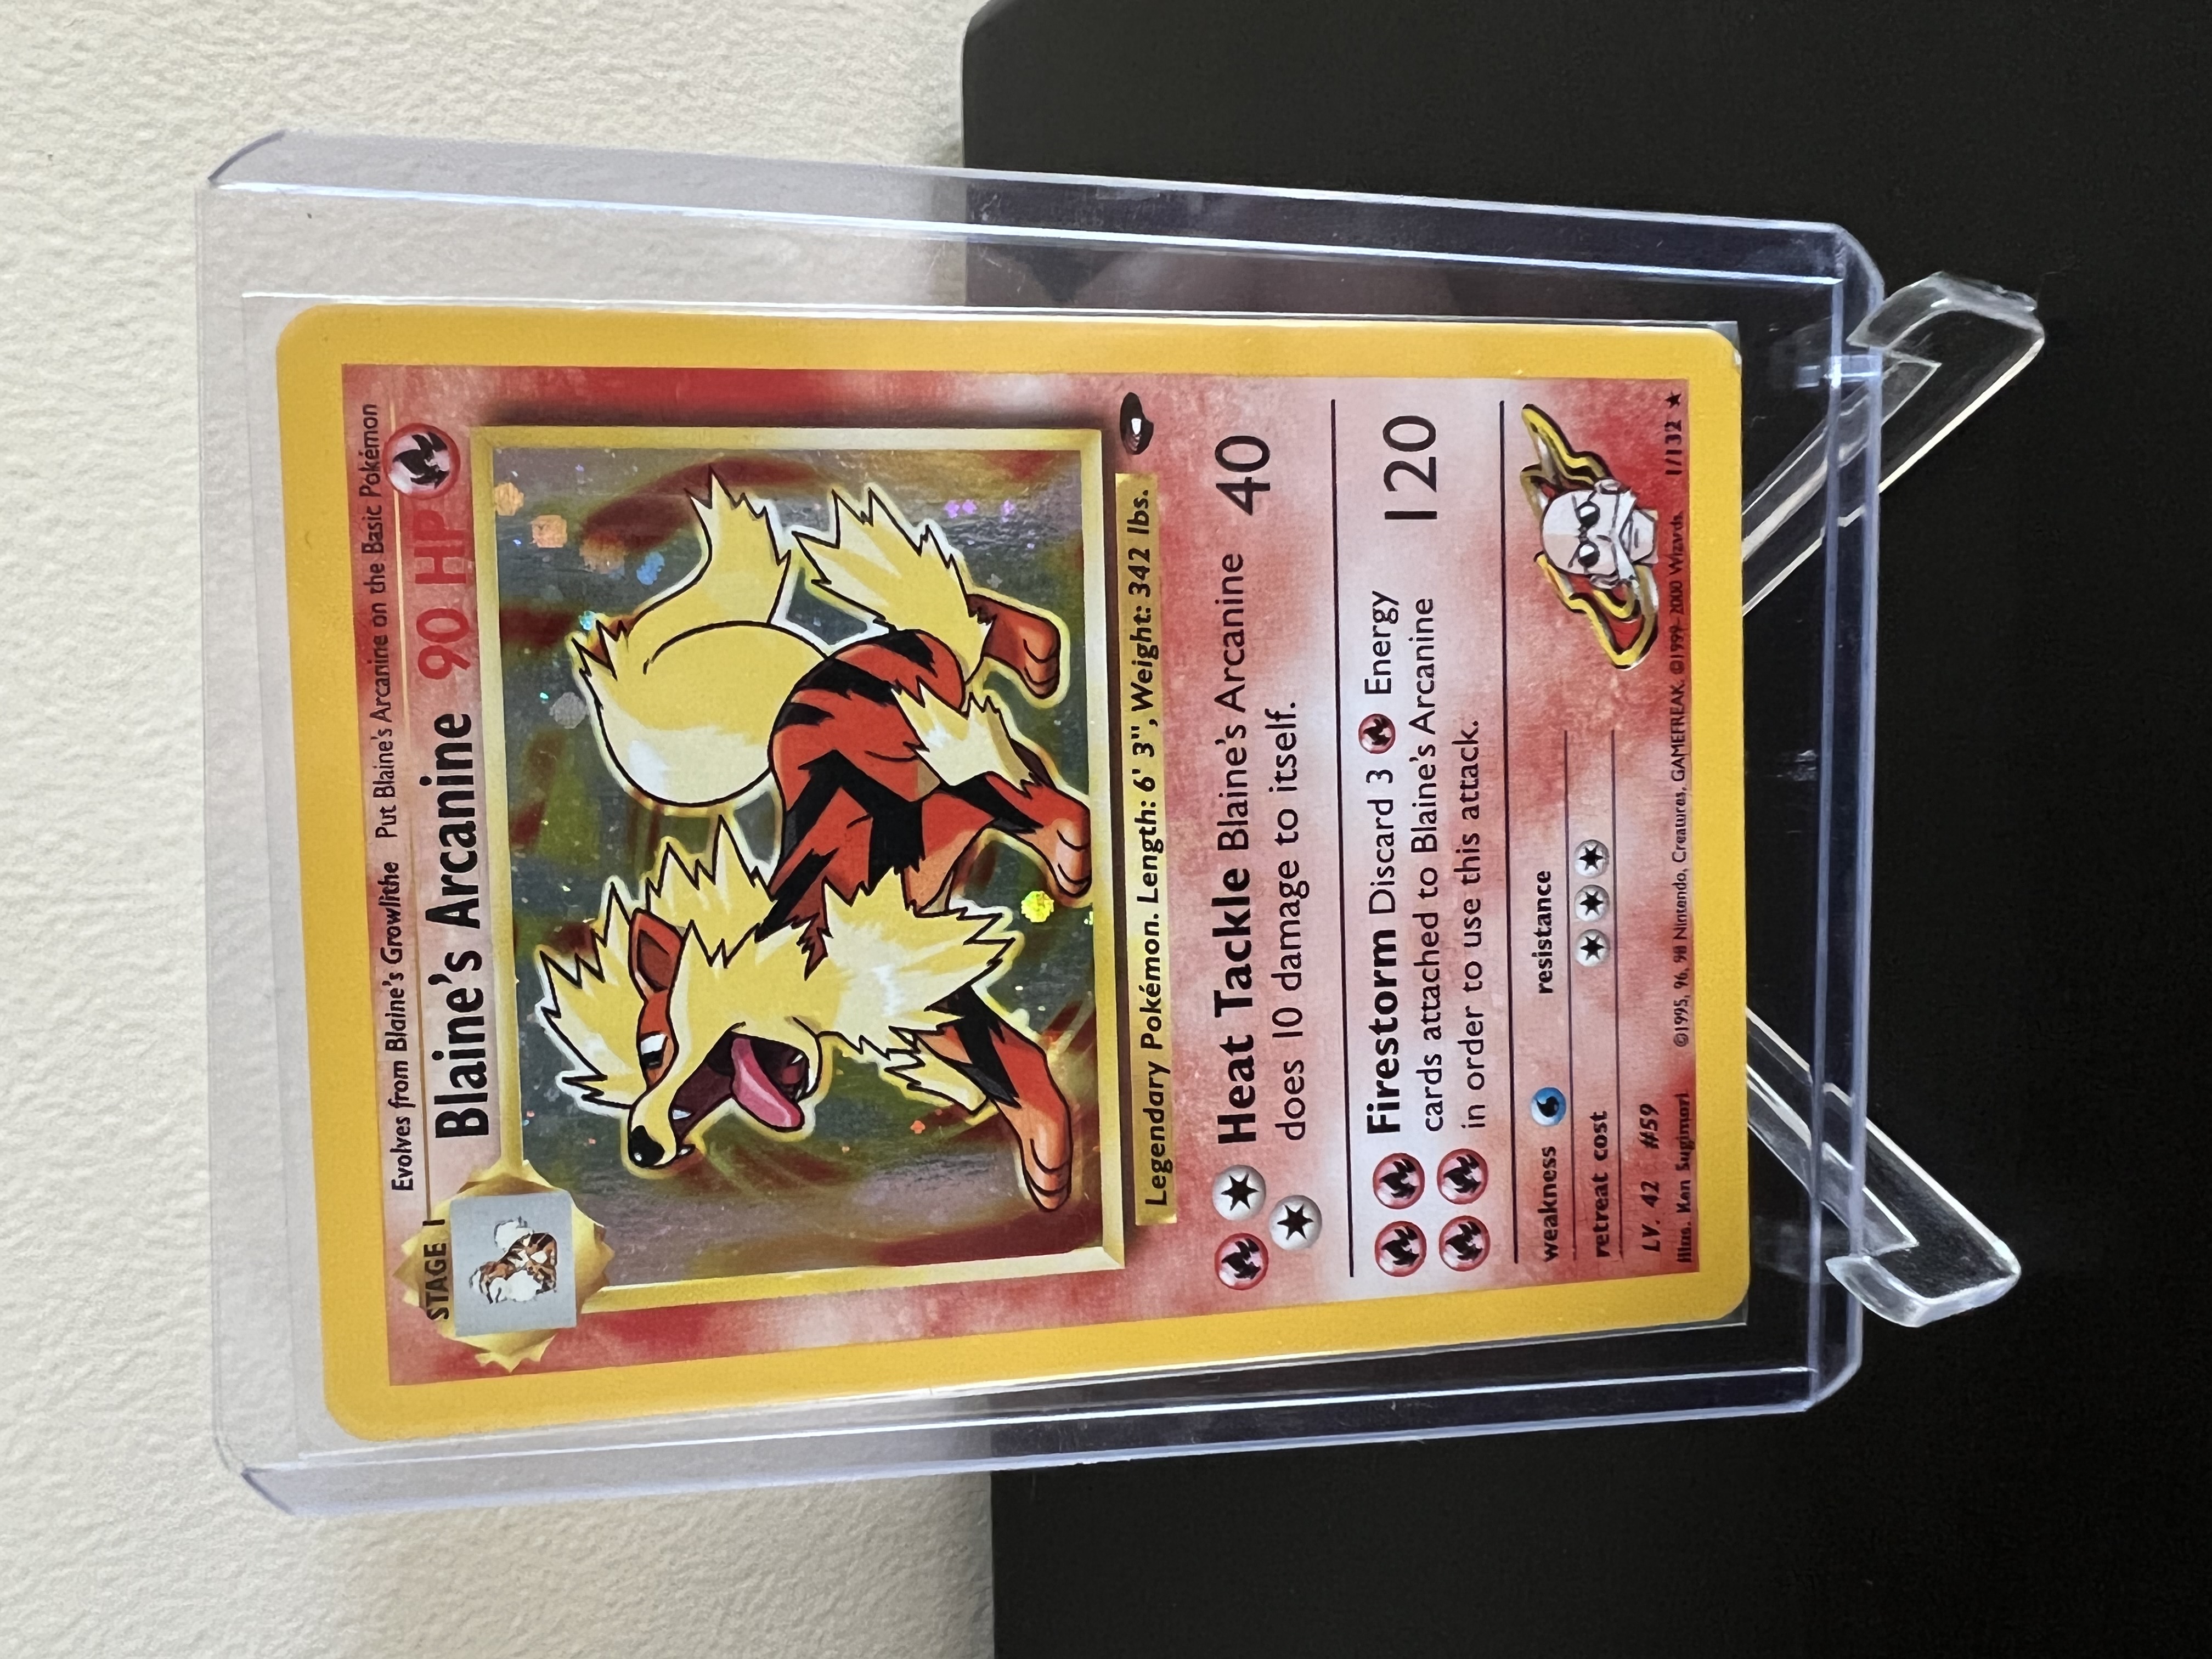 Evolves from Blaine's Growlithe Put Blaine's Arcanine on the Basic Pokémon
STAGE 1
Blaine's Arcanine 90 HP
Legendary Pokémon. Length: 6' 3", Weight: 342 lbs.
Heat Tackle Blaine's Arcanine 40
does 10 damage to itself.
Firestorm Discard 3 Energy
cards attached to Blaine's Arcanine 120
in order to use this attack.
weakness resistance
retreat cost
LV. 42 #59
Illus. Ken Sugimori ©1995, 96, 98 Nintendo, Creatures, GAMEFREAK. ©1999-2000 Wizards. 1/132 ★